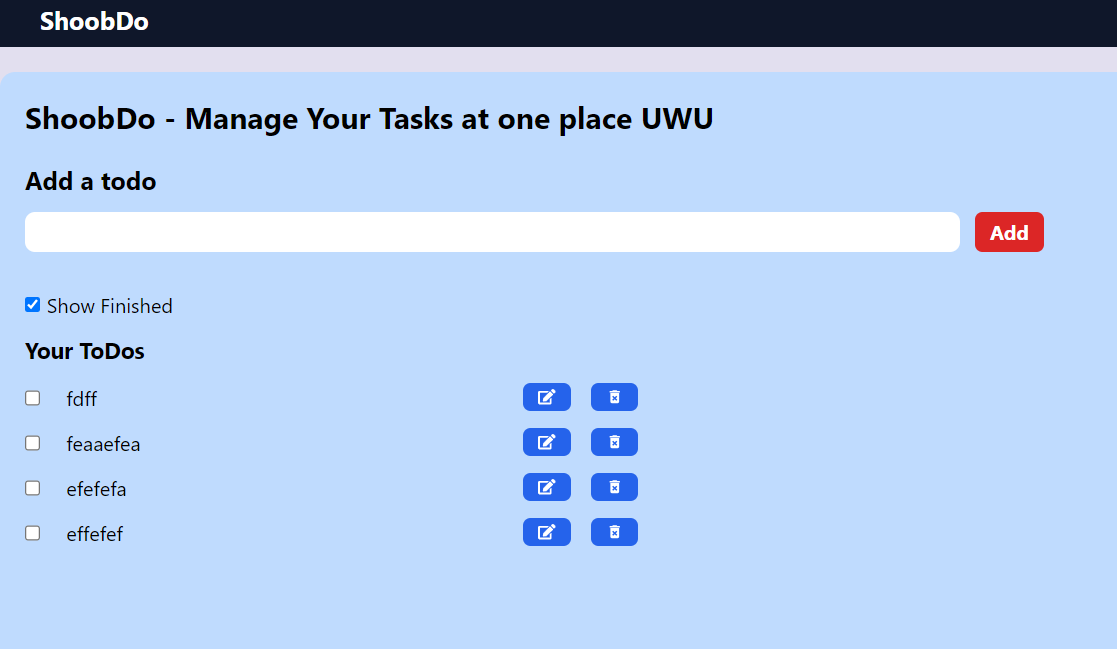 ShoobDo
ShoobDo - Manage Your Tasks at one place UWU
Add a todo
Add
Show Finished
Your ToDos
fdff
feaaefea
efefefa
effefef